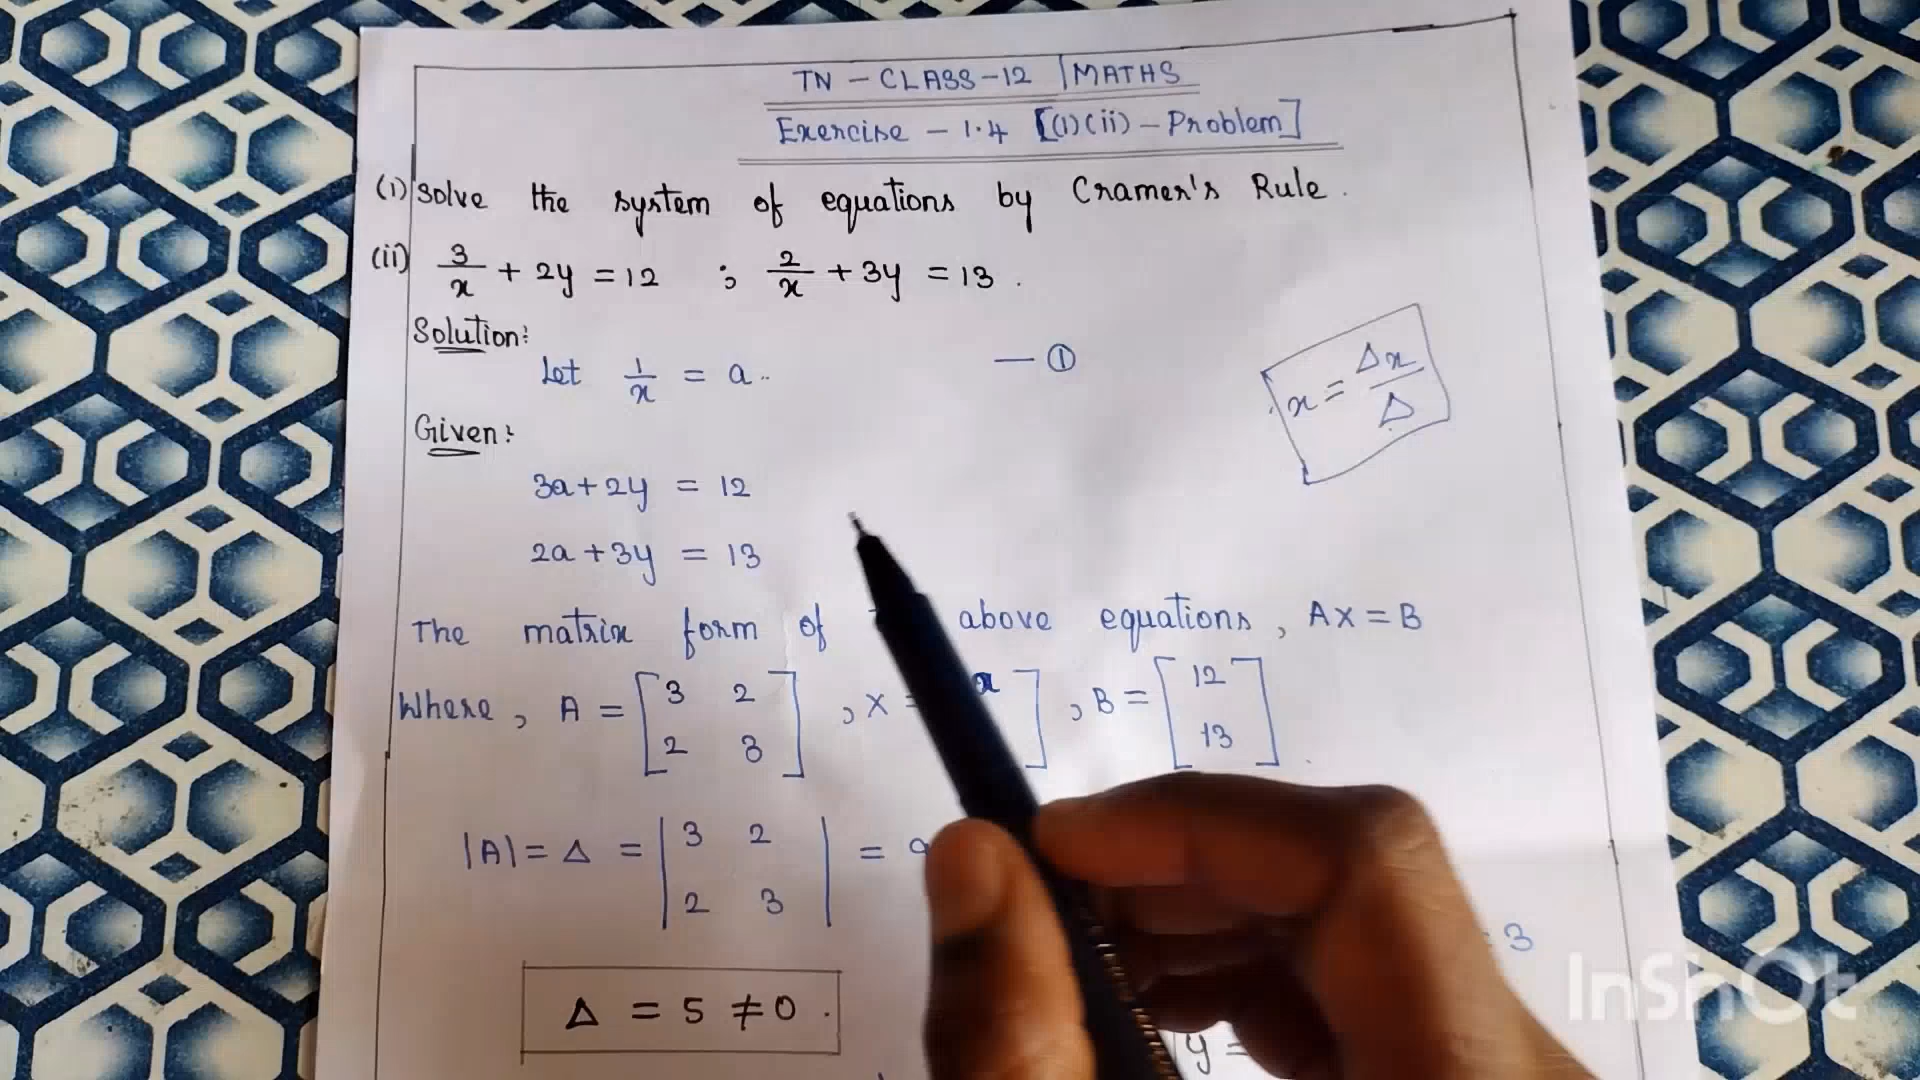 TN - CLASS-12 | MATHS
Exercise - 1.4 [(1)(ii) - Problem]
(1) Solve the system of equations by Cramer's Rule.
(ii) 3/x + 2y = 12 ; 2/x + 3y = 13.
Solution:
Let 1/x = a.. — ①
x = Δx/Δ
Given:
3a + 2y = 12
2a + 3y = 13
The matrix form of above equations, AX = B
Where, A = [3 2 2 3], X = [x ], B = [12 13]
|A| = Δ = |3 2 2 3| = 9
3
Δ = 5 ≠ 0.
y =
InShOt